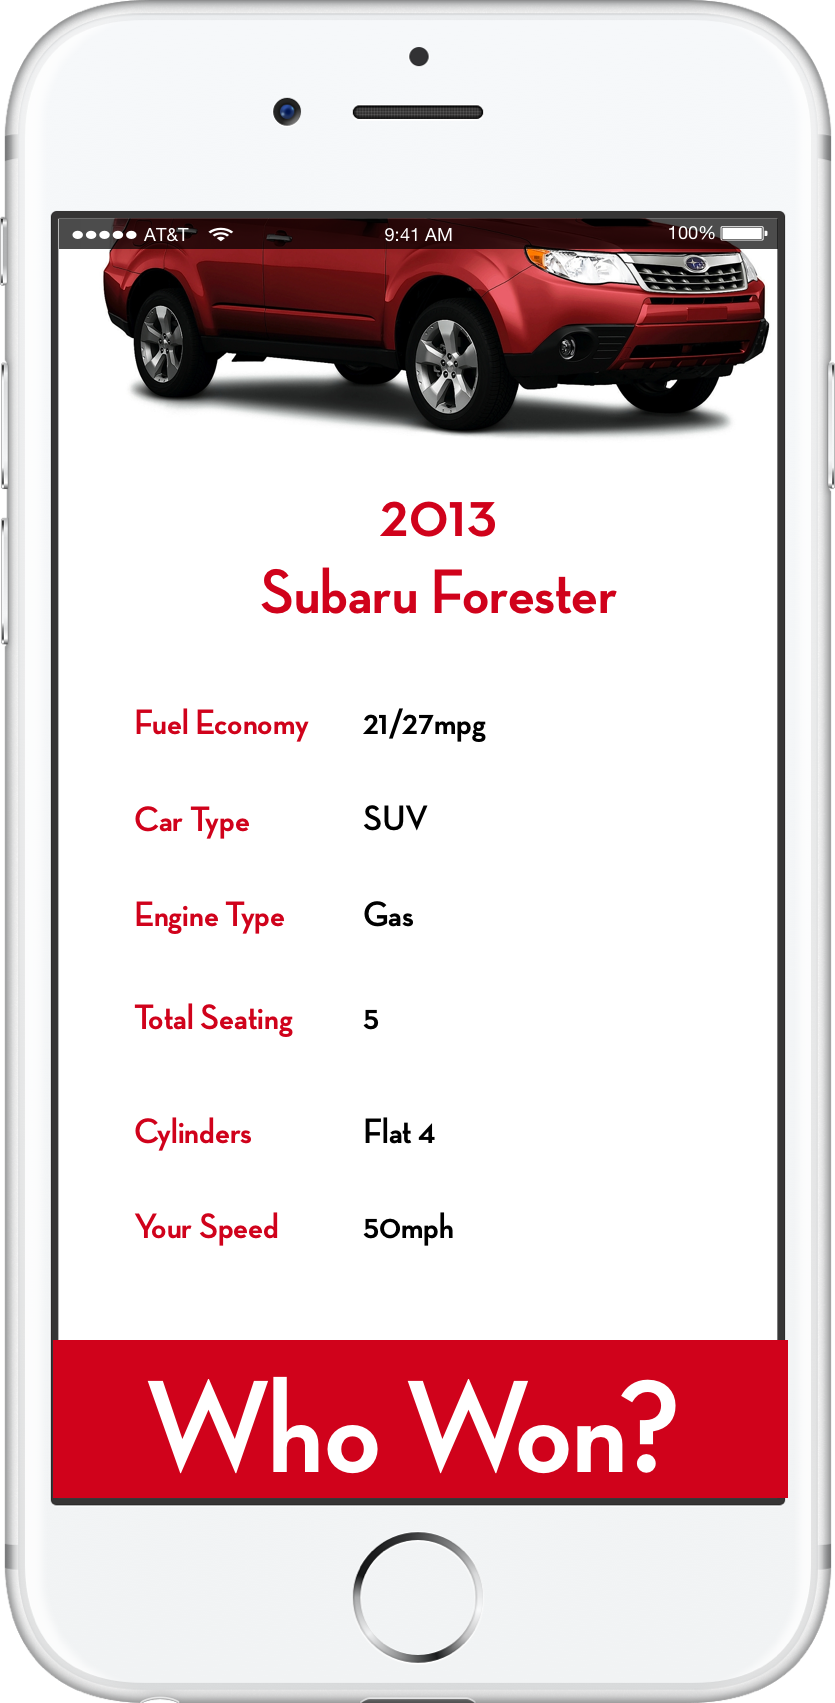 AT&T 9:41 AM 100%
2013
Subaru Forester
Fuel Economy 21/27mpg
Car Type SUV
Engine Type Gas
Total Seating 5
Cylinders Flat 4
Your Speed 50mph
Who Won?